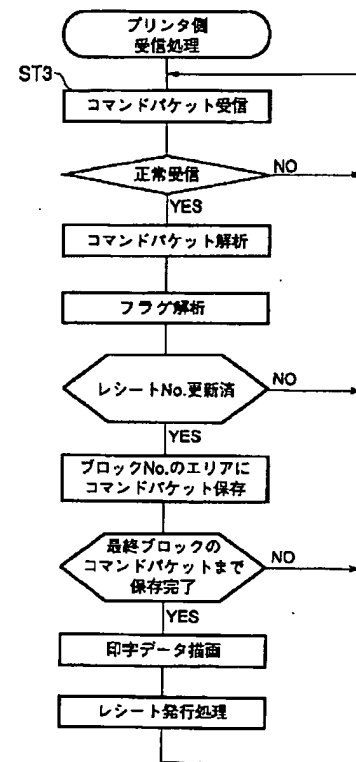 プリンタ側
受信処理
ST3
コマンドパケット受信
正常受信
NO
YES
コマンドパケット解析
フラグ解析
レシートNo.更新済
NO
YES
ブロックNo.のエリアに
コマンドパケット保存
最終ブロックの
コマンドパケットまで
保存完了
NO
YES
印字データ描画
レシート発行処理